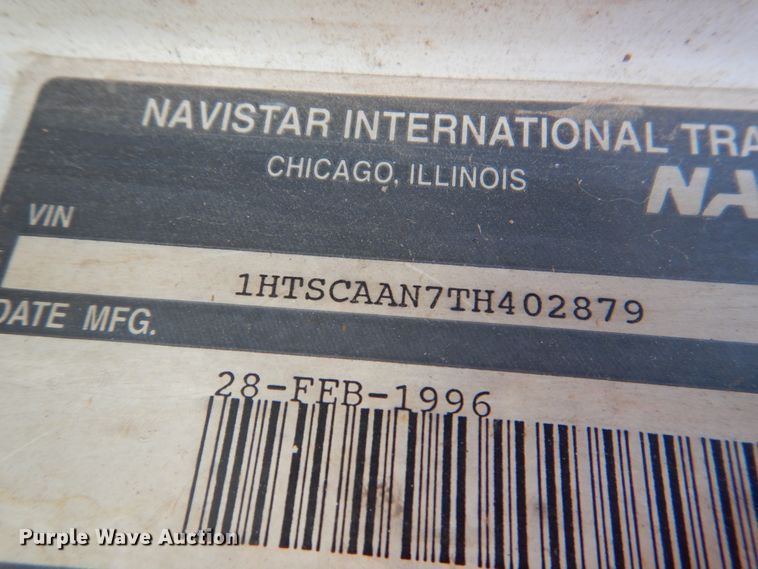 NAVISTAR INTERNATIONAL TRA
CHICAGO, ILLINOIS
NA
VIN
1HTSCAAN7TH402879
DATE MFG.
28-FEB-1996
Purple Wave Auction